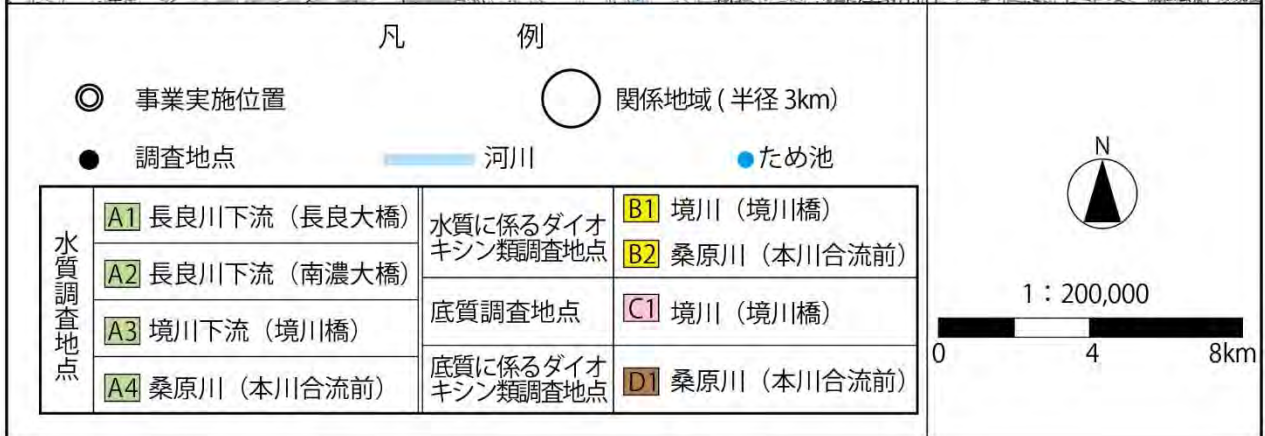 凡 例
事業実施位置
関係地域 ( 半径 3km)
調査地点
河川
ため池
水質調査地点
A1 長良川下流（長良大橋）
A2 長良川下流（南濃大橋）
A3 境川下流（境川橋）
A4 桑原川（本川合流前）
水質に係るダイオ
キシン類調査地点
B1 境川（境川橋）
B2 桑原川（本川合流前）
底質調査地点
C1 境川（境川橋）
底質に係るダイオ
キシン類調査地点
D1 桑原川（本川合流前）
N
1：200,000
0 4 8km